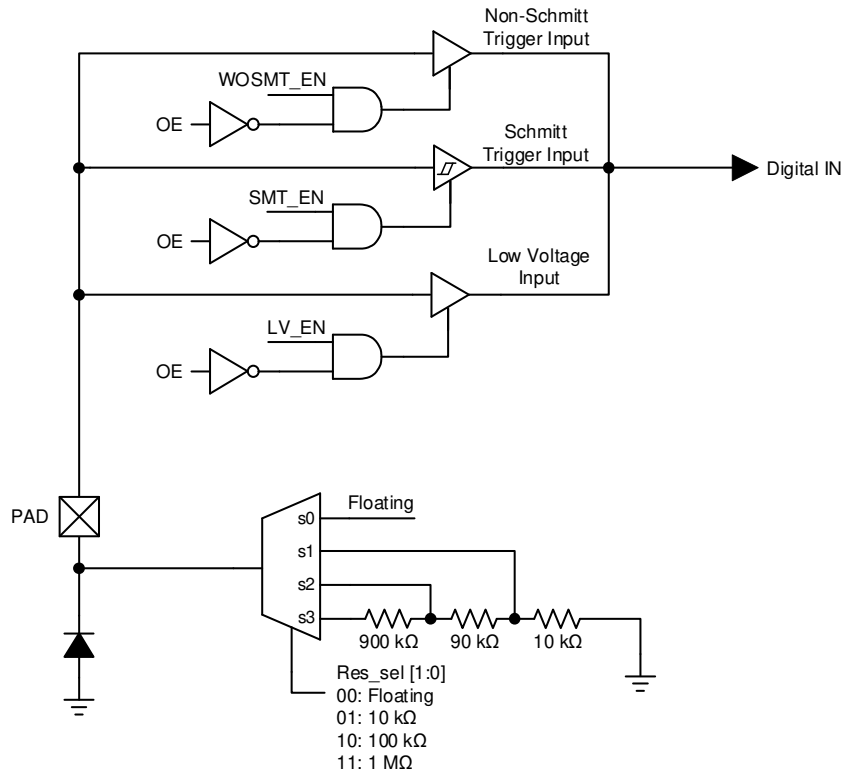 Non-Schmitt
Trigger Input
WOSMT_EN
OE
Schmitt
Trigger Input
Digital IN
SMT_EN
OE
Low Voltage
Input
LV_EN
OE
PAD
Floating
s0
s1
s2
s3
900 kΩ
90 kΩ
10 kΩ
Res_sel [1:0]
00: Floating
01: 10 kΩ
10: 100 kΩ
11: 1 MΩ